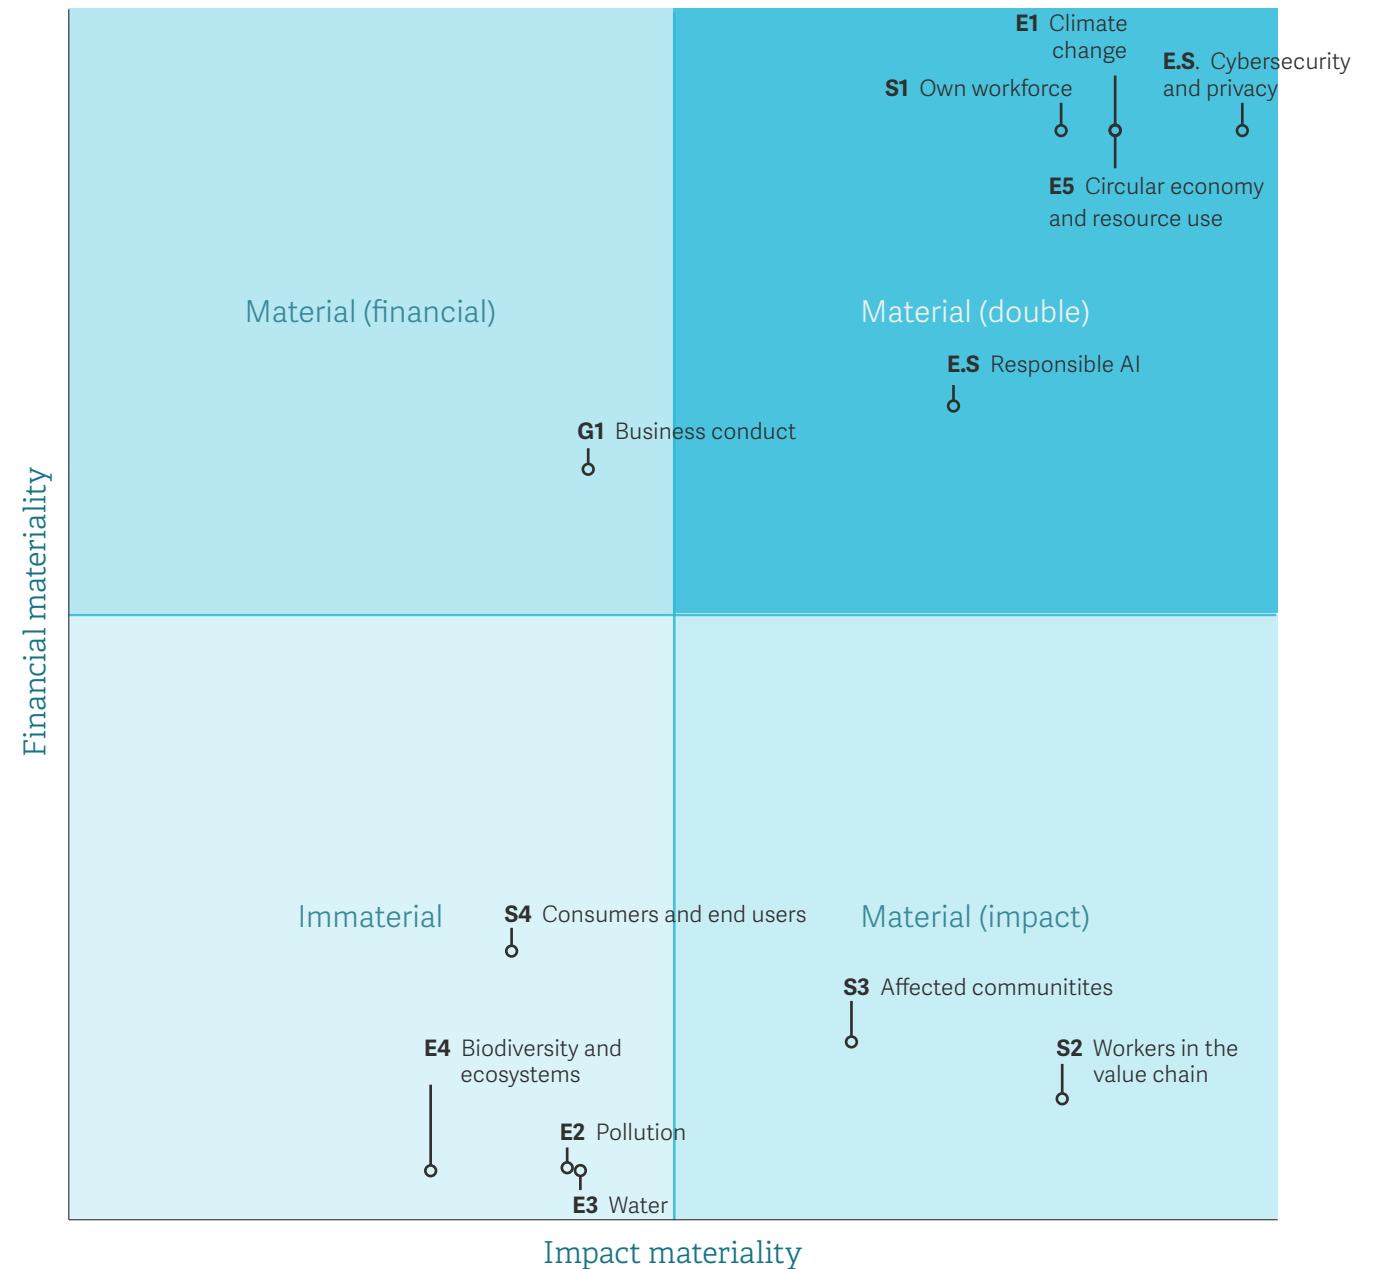 E1 Climate
change
E.S. Cybersecurity
and privacy
S1 Own workforce
E5 Circular economy
and resource use
Material (financial)
Material (double)
E.S Responsible AI
G1 Business conduct
Financial materiality
Immaterial
S4 Consumers and end users
Material (impact)
S3 Affected communitites
E4 Biodiversity and
ecosystems
S2 Workers in the
value chain
E2 Pollution
E3 Water
Impact materiality